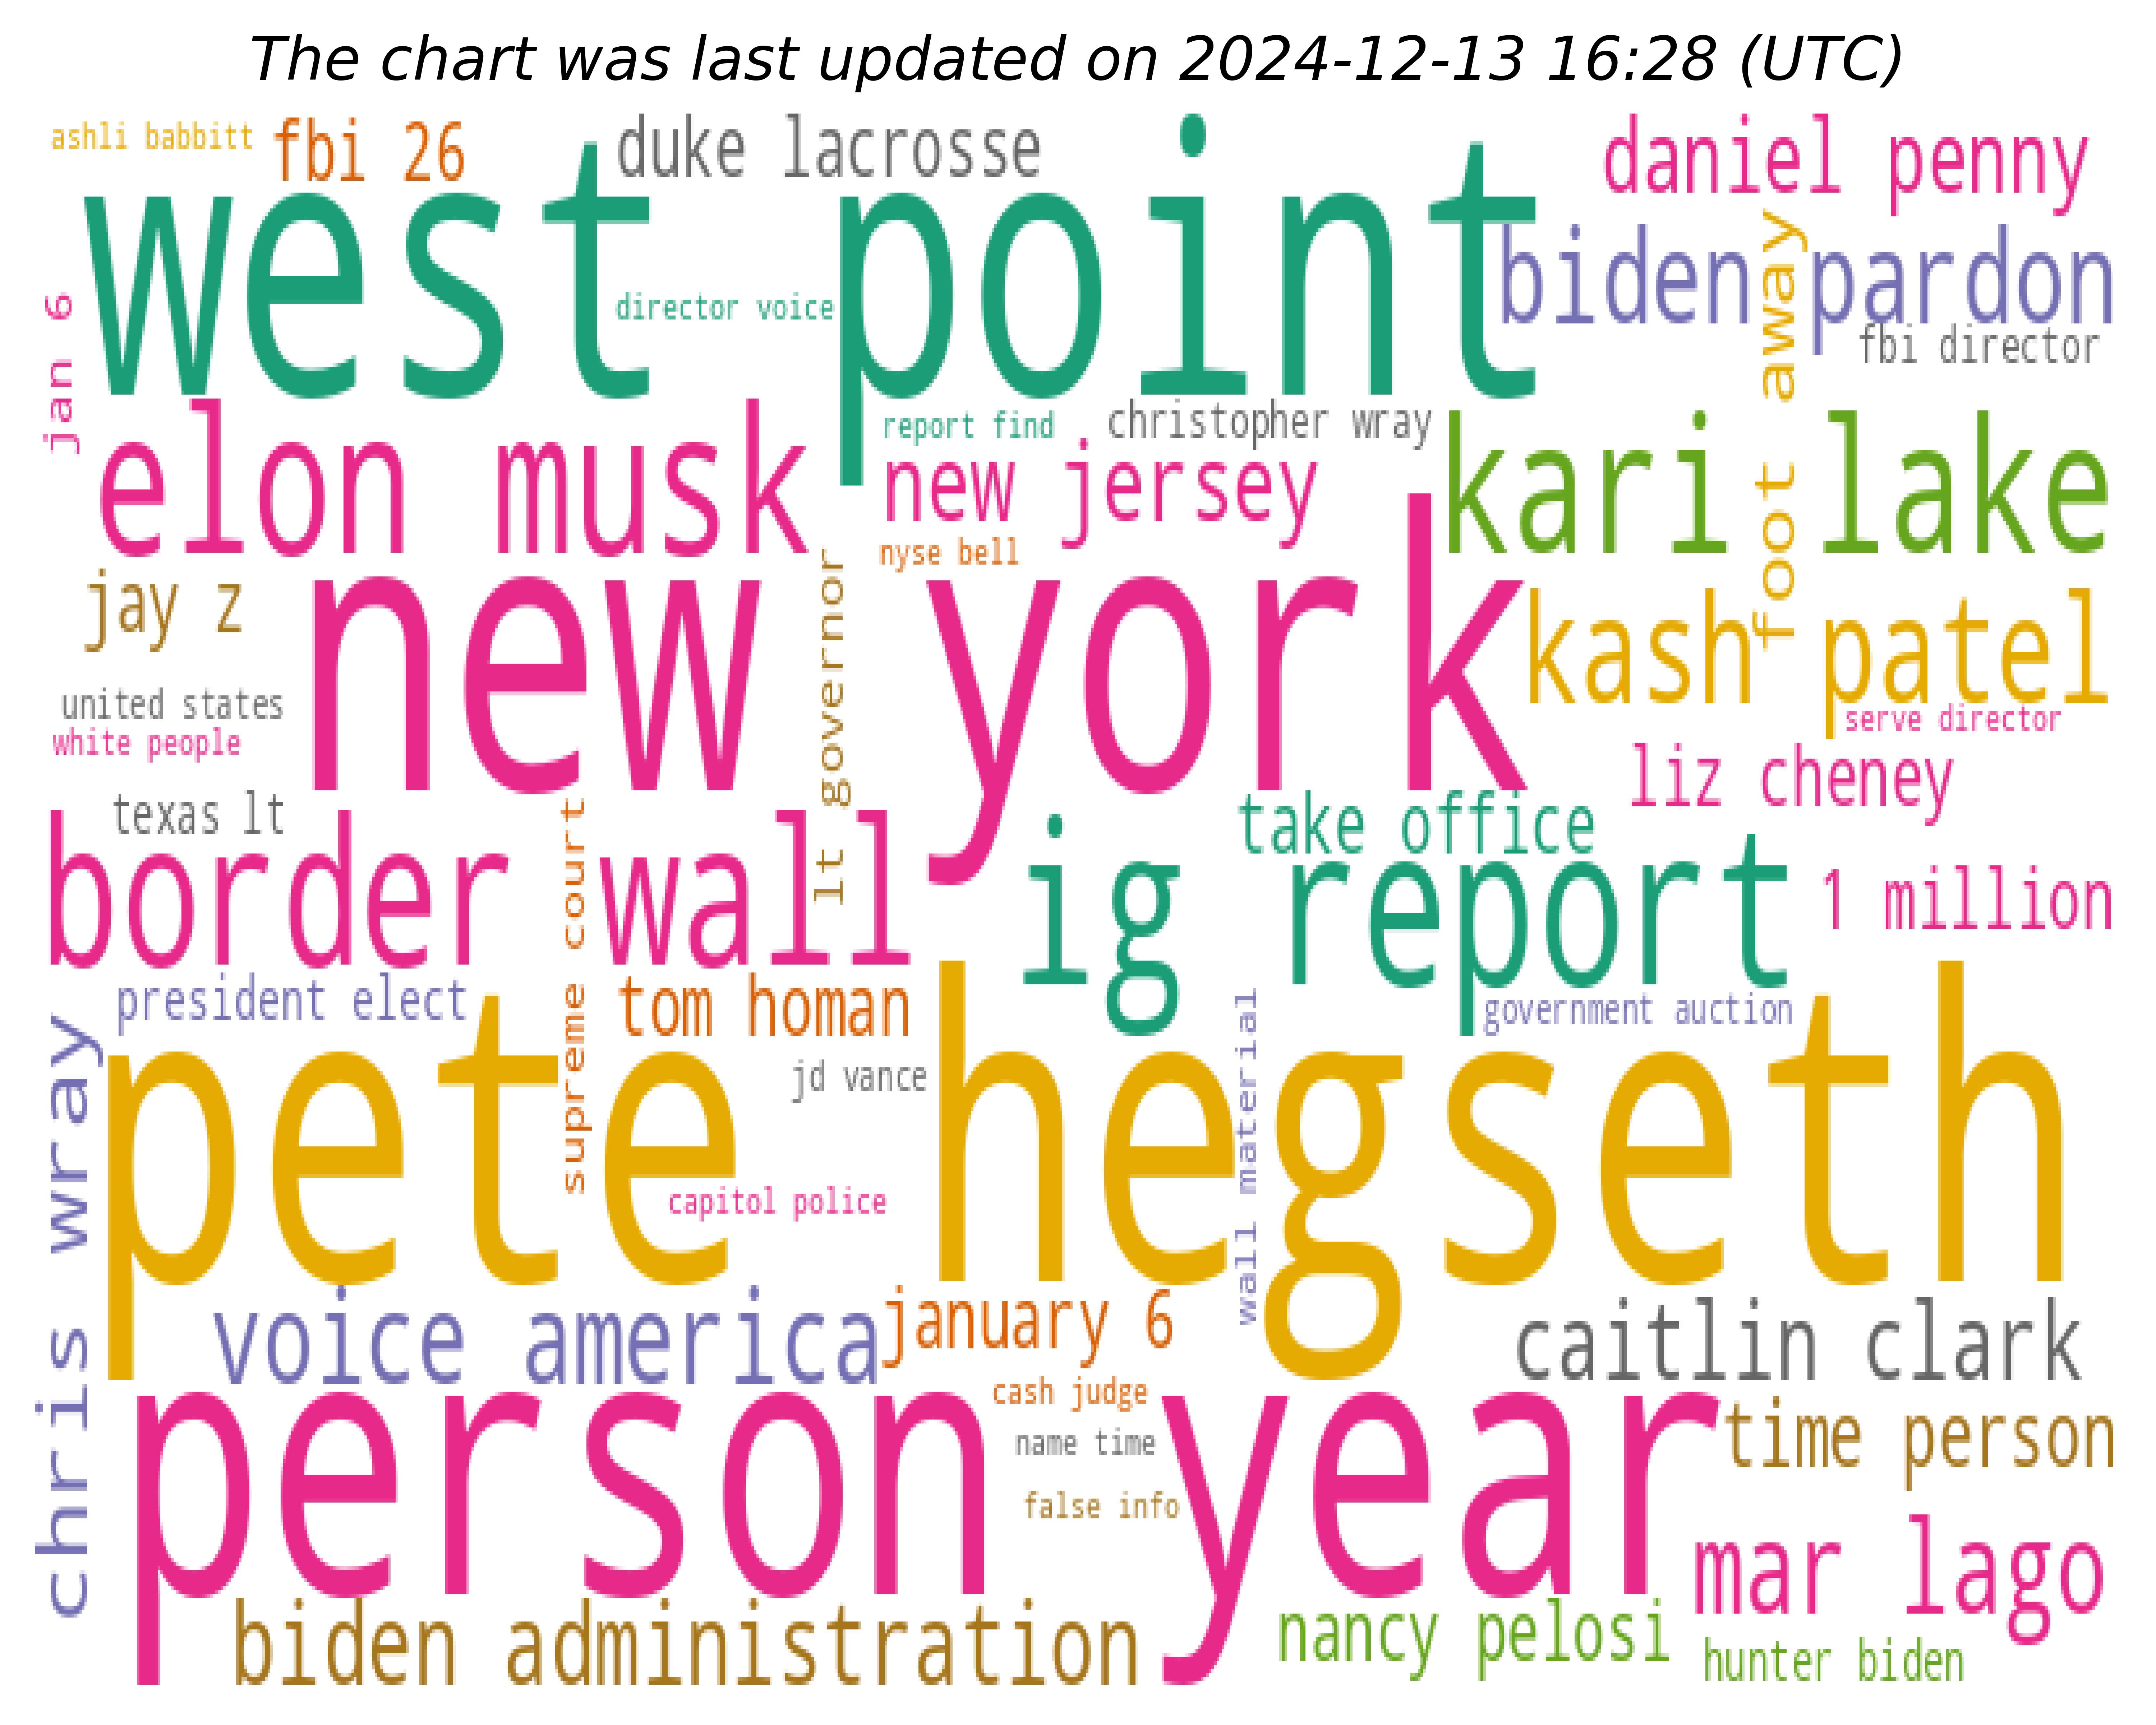 The chart was last updated on 2024-12-13 16:28 (UTC)
ashli babbitt
fbi 26
duke lacrosse
daniel penny
west point
biden pardon
director voice
jan 6
foot away
fbi director
elon musk
report find
christopher wray
new jersey
kari lake
nyse bell
jay z
new york
lt governor
kash patel
united states
white people
serve director
liz cheney
texas lt
take office
border wall
supreme court
ig report
1 million
president elect
tom homan
government auction
chris wray
pete hegseth
jd vance
wall material
capitol police
voice america
january 6
caitlin clark
person year
cash judge
time person
name time
false info
mar lago
biden administration
nancy pelosi
hunter biden